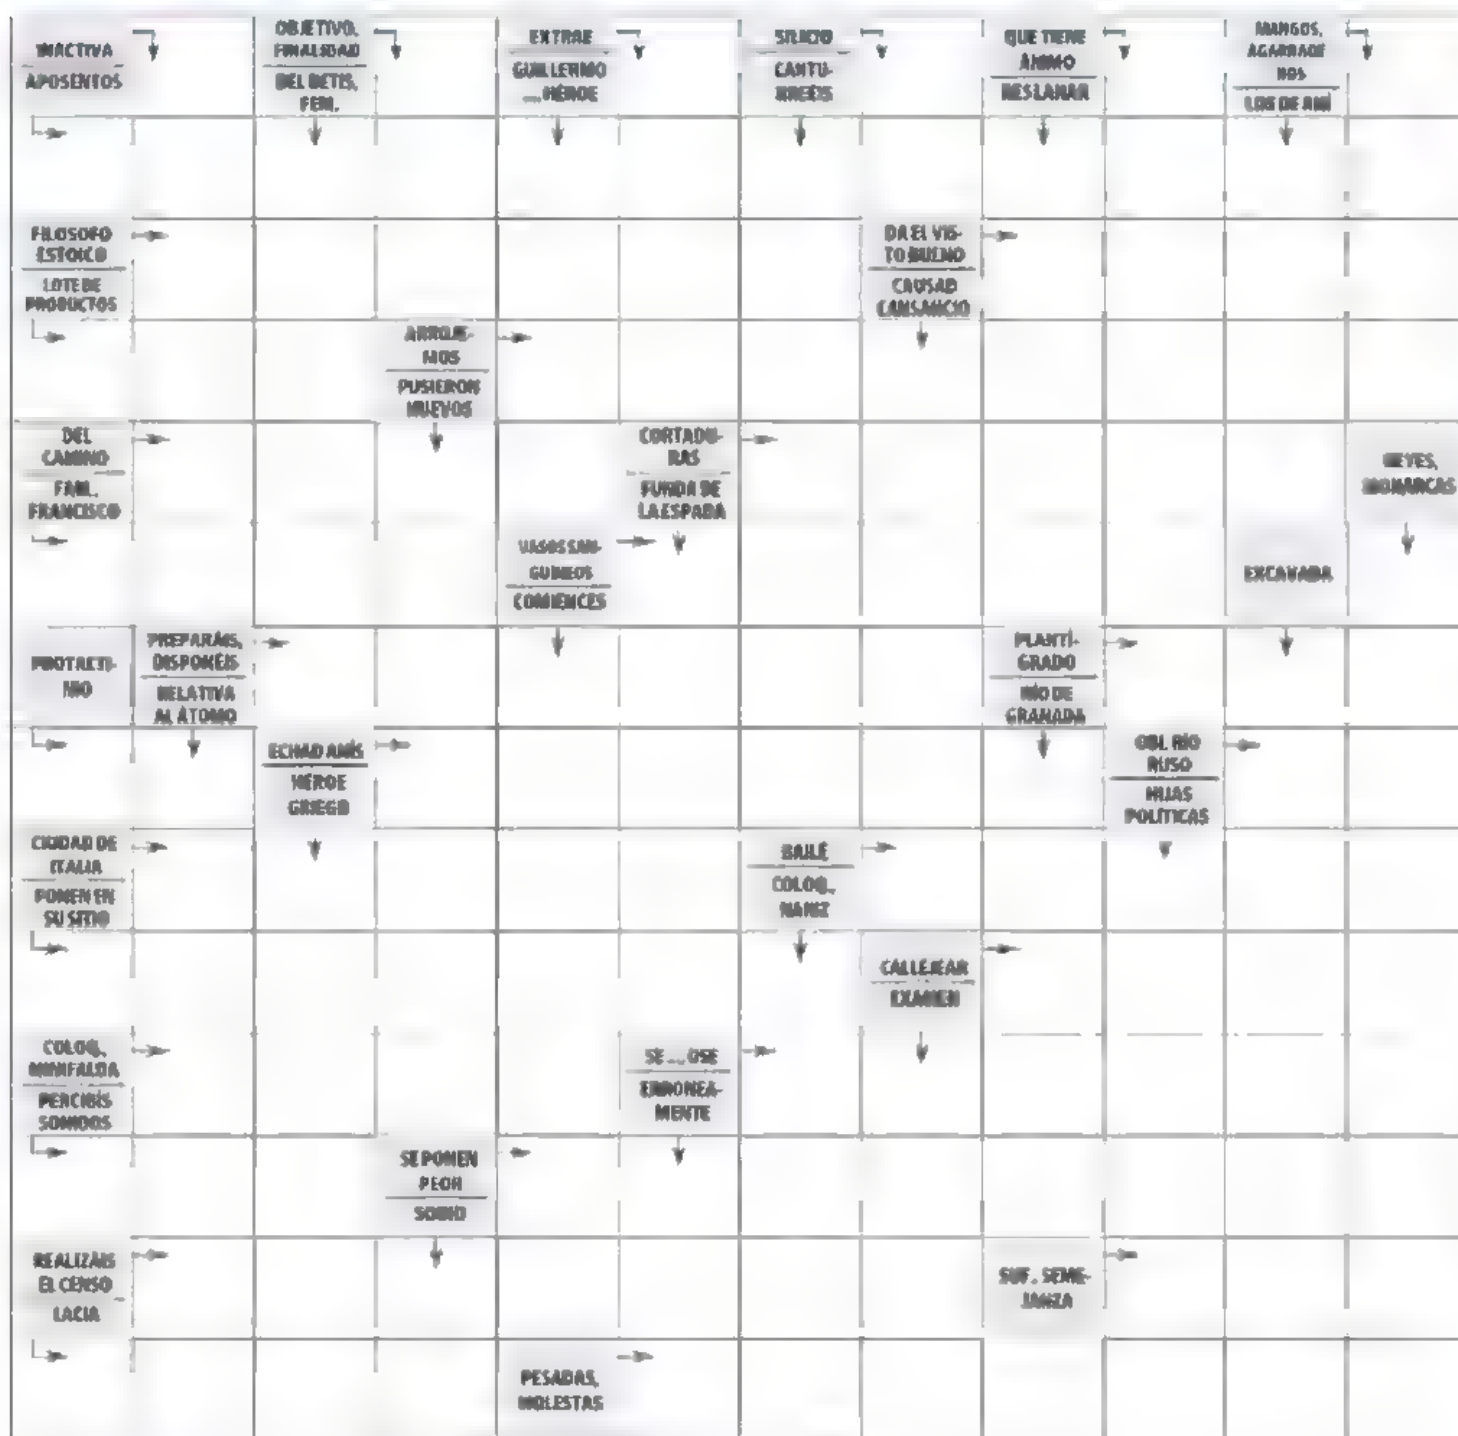 INACTIVA
APOSENTOS
OBJETIVO,
FINALIDAD
DEL BETIS,
FEM.
EXTRAE
GUILLERMO
... HÉROE
SILICIO
CANTU-
RREÉIS
QUE TIENE
ÁNIMO
MANGOS,
AGARRADE
ROS
LOS DE AHÍ
FILÓSOFO
ESTOICO
LOTE DE
PRODUCTOS
DA EL VIS-
TO BUENO
CAUSAD
CANSANCIO
ARROJE-
MOS
PUSIERON
HUEVOS
DEL
CAMINO
FAM.,
FRANCISCO
CORTADU-
RAS
FUNDA DE
LA ESPADA
REYES,
MONARCAS
VASOS SAN-
GUÍNEOS
COMIENCES
EXCAVABA
PROTACTI-
NIO
PREPARÁIS,
DISPONÉIS
RELATIVA
AL ÁTOMO
PLANTÍ-
GRADO
RÍO DE
GRANADA
ECHAD ANÍS
HÉROE
GRIEGO
OBI, RÍO
RUSO
HIJAS
POLÍTICAS
CIUDAD DE
ITALIA
PONEN EN
SU SITIO
BAILÉ
COLOQ.,
NARIZ
CALLEJEAR
EXAMEN
COLOQ.,
MINIFALDA
PERCIBÍS
SONIDOS
SE ... OSE
ERRÓNEA-
MENTE
SE PONEN
PEOR
SODIO
REALIZÁIS
EL CENSO
LACIA
SUF. SEME-
JANZA
PESADAS,
MOLESTAS